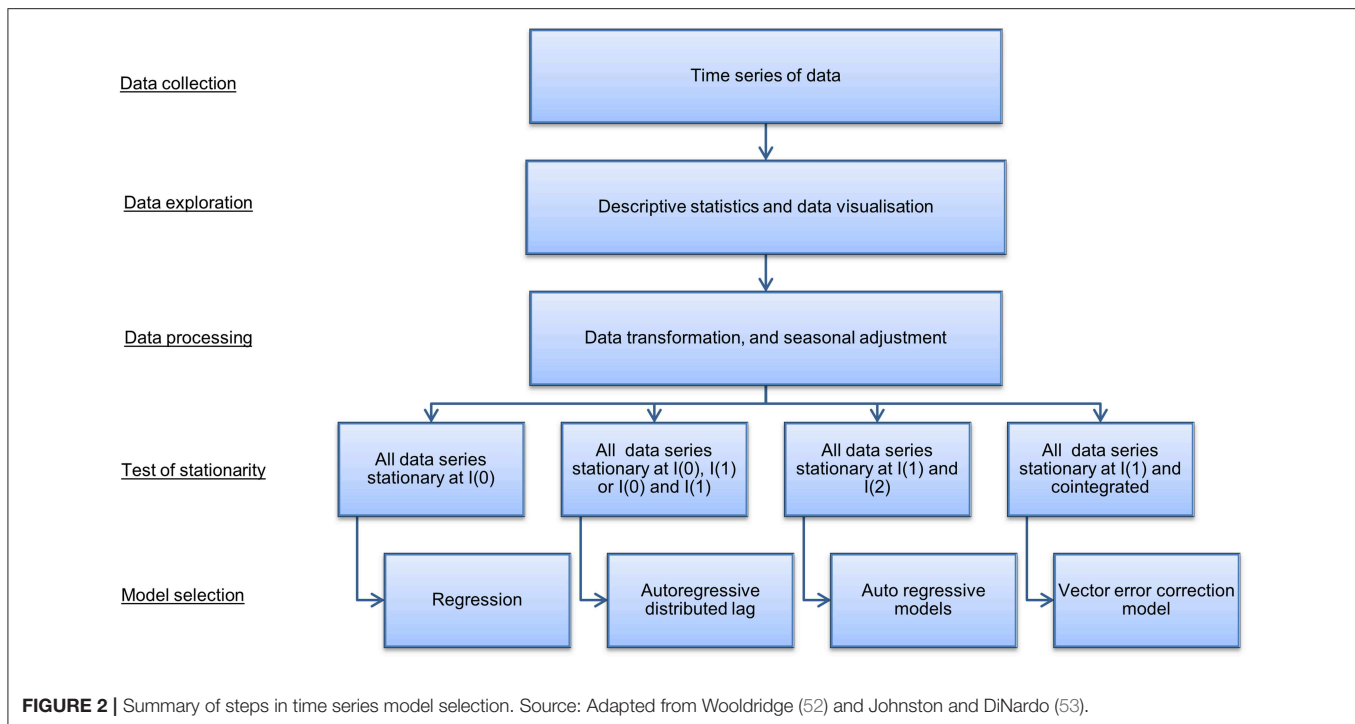 Data collection
Time series of data
Data exploration
Descriptive statistics and data visualisation
Data processing
Data transformation, and seasonal adjustment
Test of stationarity
All data series
stationary at I(0)
All data series
stationary at I(0), I(1)
or I(0) and I(1)
All data series
stationary at I(1) and
I(2)
All data series
stationary at I(1) and
cointegrated
Model selection
Regression
Autoregressive
distributed lag
Auto regressive
models
Vector error correction
model
FIGURE 2 | Summary of steps in time series model selection. Source: Adapted from Wooldridge (52) and Johnston and DiNardo (53).